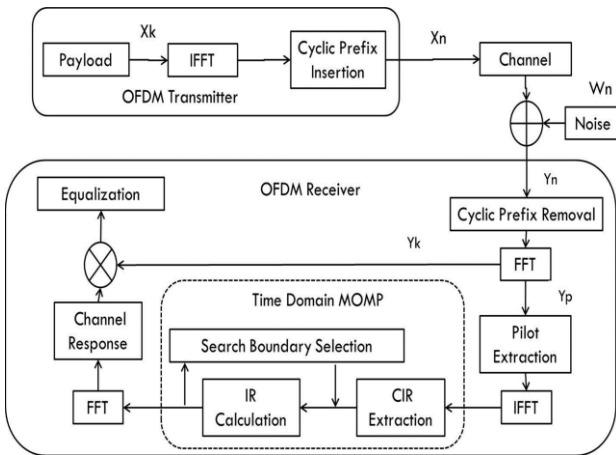 Xk
Payload
IFFT
Cyclic Prefix
Insertion
OFDM Transmitter
Xn
Channel
Wn
Noise
Yn
OFDM Receiver
Equalization
Cyclic Prefix Removal
Yk
FFT
Yp
Time Domain MOMP
Channel
Response
Search Boundary Selection
Pilot
Extraction
FFT
IR
Calculation
CIR
Extraction
IFFT